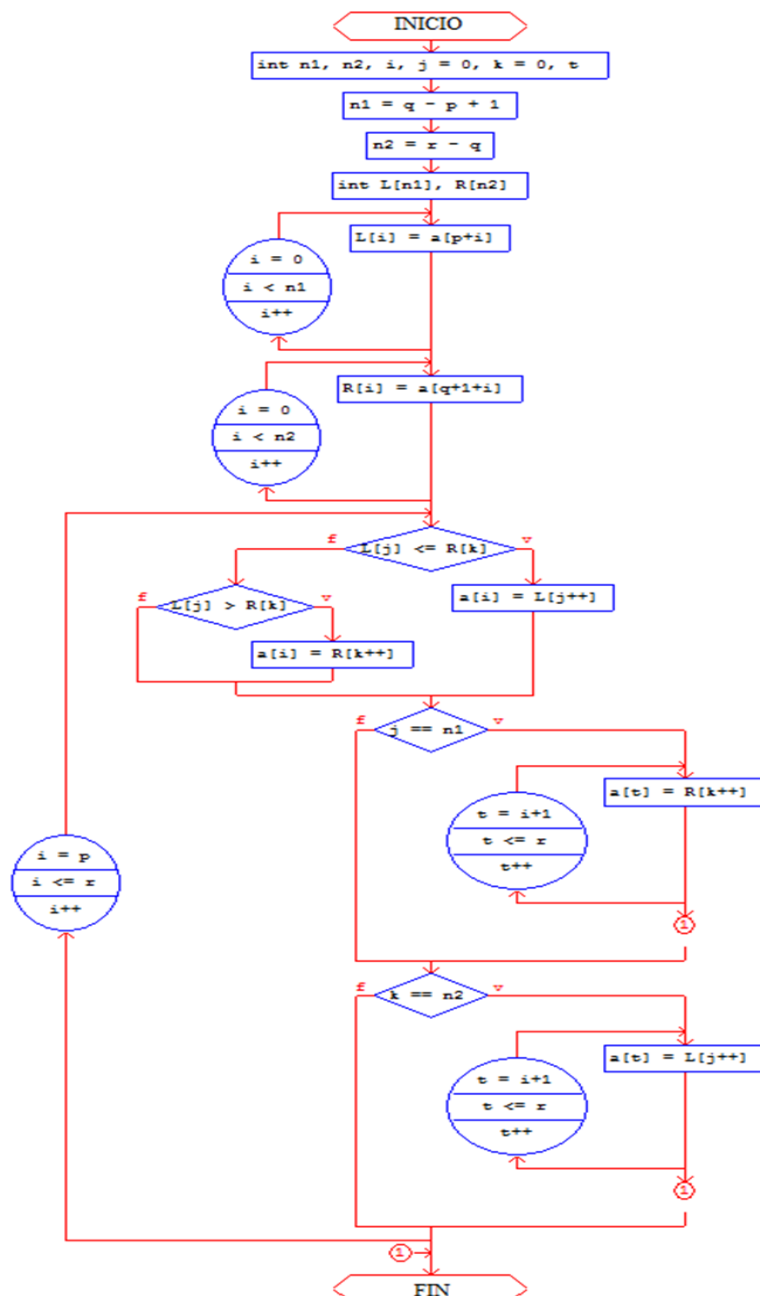 INICIO
int n1, n2, i, j = 0, k = 0, t
n1 = q - p + 1
n2 = r - q
int L[n1], R[n2]
L[i] = a[p+i]
i = 0
i < n1
i++
R[i] = a[q+1+i]
i = 0
i < n2
i++
f
L[j] <= R[k]
v
f
L[j] > R[k]
v
a[i] = L[j++]
a[i] = R[k++]
f
j == n1
v
a[t] = R[k++]
t = i+1
t <= r
t++
i = p
i <= r
i++
1
f
k == n2
v
a[t] = L[j++]
t = i+1
t <= r
t++
1
1
FIN